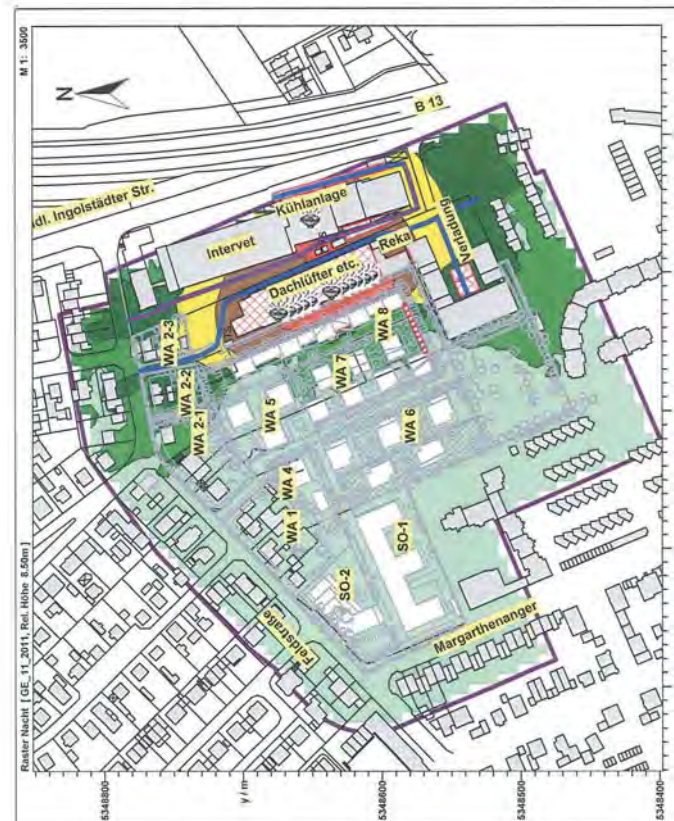 Raster Nacht [ GE_11_2011, Rel. Höhe 8.50m ]
M 1: 3500
N
B 13
Ingolstädter Str.
Kühlanlage
Intervet
Dachlüfter etc.
Reka
Verladung
WA 2-3
WA 2-2
WA 2-1
WA 8
WA 7
WA 5
WA 6
WA 4
WA 1
SO-1
SO-2
Feldstraße
Margarthenanger
y / m
5348800
5348600
5348500
5348400